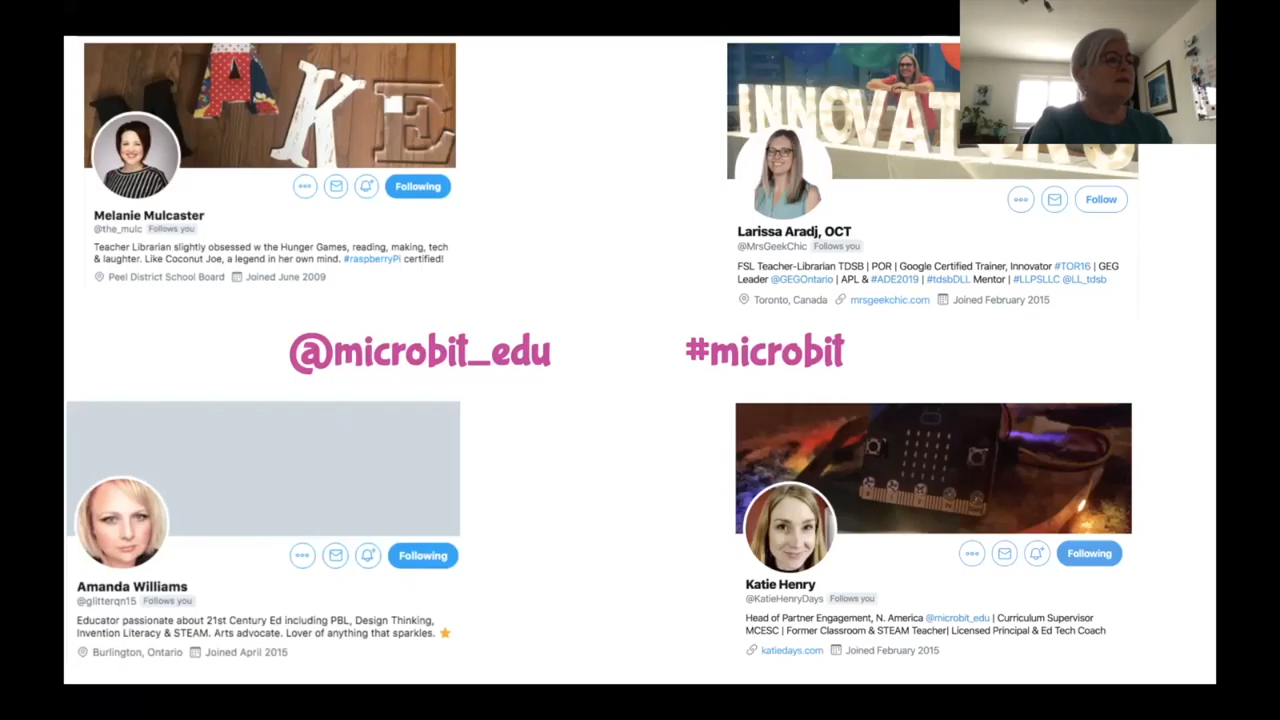 AKE
INNOVATORS
Following
Melanie Mulcaster
@the_mulc Follows you
Teacher Librarian slightly obsessed w the Hunger Games, reading, making, tech
& laughter. Like Coconut Joe, a legend in her own mind. #raspberryPi certified!
Peel District School Board Joined June 2009
Follow
Larissa Aradj, OCT
@MrsGeekChic Follows you
FSL Teacher-Librarian TDSB | POR | Google Certified Trainer, Innovator #TOR16 | GEG
Leader @GEGOntario | APL & #ADE2019 | #tdsbDLL Mentor | #LLPSLLC @LL_tdsb
Toronto, Canada mrsgeekchic.com Joined February 2015
@microbit_edu #microbit
Following
Amanda Williams
@glitterqn15 Follows you
Educator passionate about 21st Century Ed including PBL, Design Thinking,
Invention Literacy & STEAM. Arts advocate. Lover of anything that sparkles. ⭐
Burlington, Ontario Joined April 2015
Following
Katie Henry
@KatieHenryDays Follows you
Head of Partner Engagement, N. America @microbit_edu | Curriculum Supervisor
MCESC | Former Classroom & STEAM Teacher| Licensed Principal & Ed Tech Coach
katiedays.com Joined February 2015